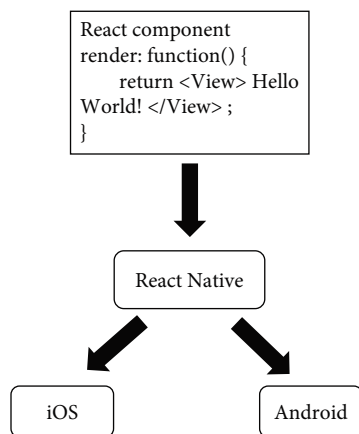 React component
render: function() {
return <View> Hello
World! </View> ;
}
React Native
iOS
Android